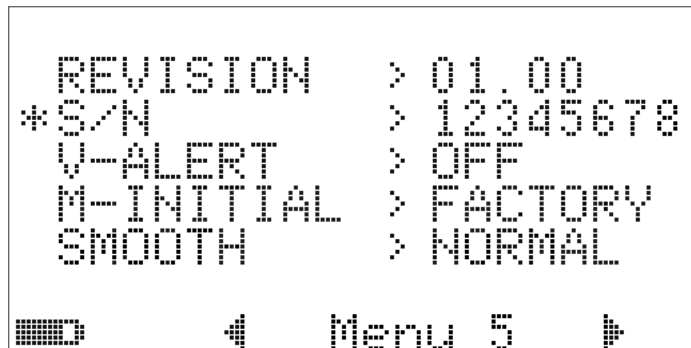 REVISION > 01.00
*S/N > 12345678
V-ALERT > OFF
M-INITIAL > FACTORY
SMOOTH > NORMAL
Menu 5